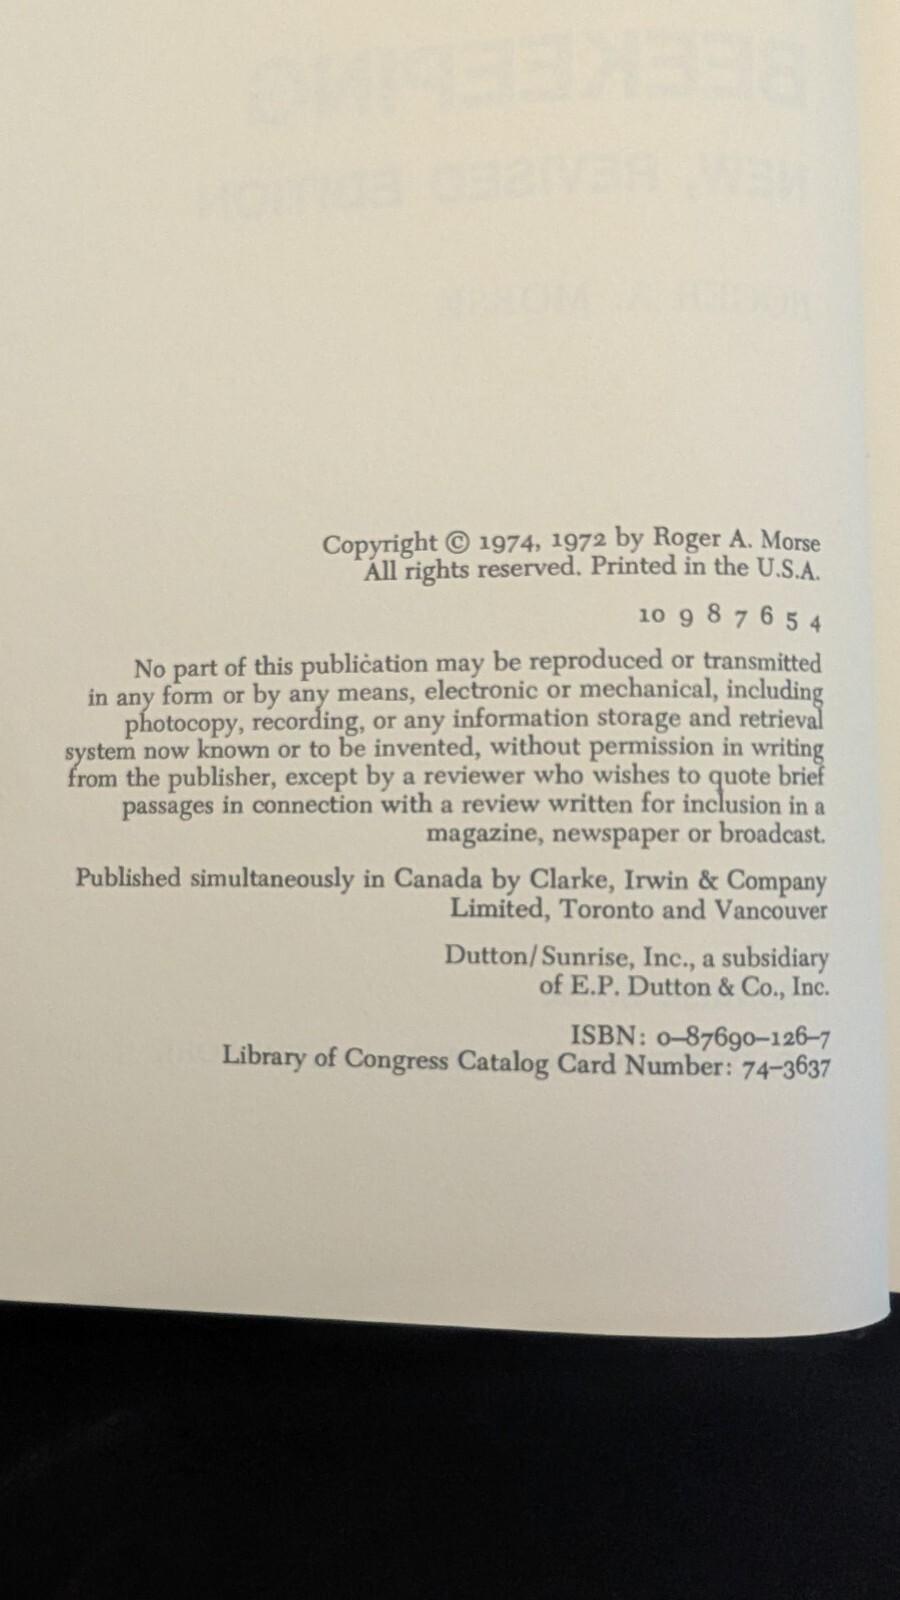 BEEKEEPING
NEW, REVISED EDITION
ROGER A. MORSE
Copyright © 1974, 1972 by Roger A. Morse
All rights reserved. Printed in the U.S.A.
10 9 8 7 6 5 4
No part of this publication may be reproduced or transmitted
in any form or by any means, electronic or mechanical, including
photocopy, recording, or any information storage and retrieval
system now known or to be invented, without permission in writing
from the publisher, except by a reviewer who wishes to quote brief
passages in connection with a review written for inclusion in a
magazine, newspaper or broadcast.
Published simultaneously in Canada by Clarke, Irwin & Company
Limited, Toronto and Vancouver
Dutton/Sunrise, Inc., a subsidiary
of E.P. Dutton & Co., Inc.
ISBN: 0-87690-126-7
Library of Congress Catalog Card Number: 74-3637